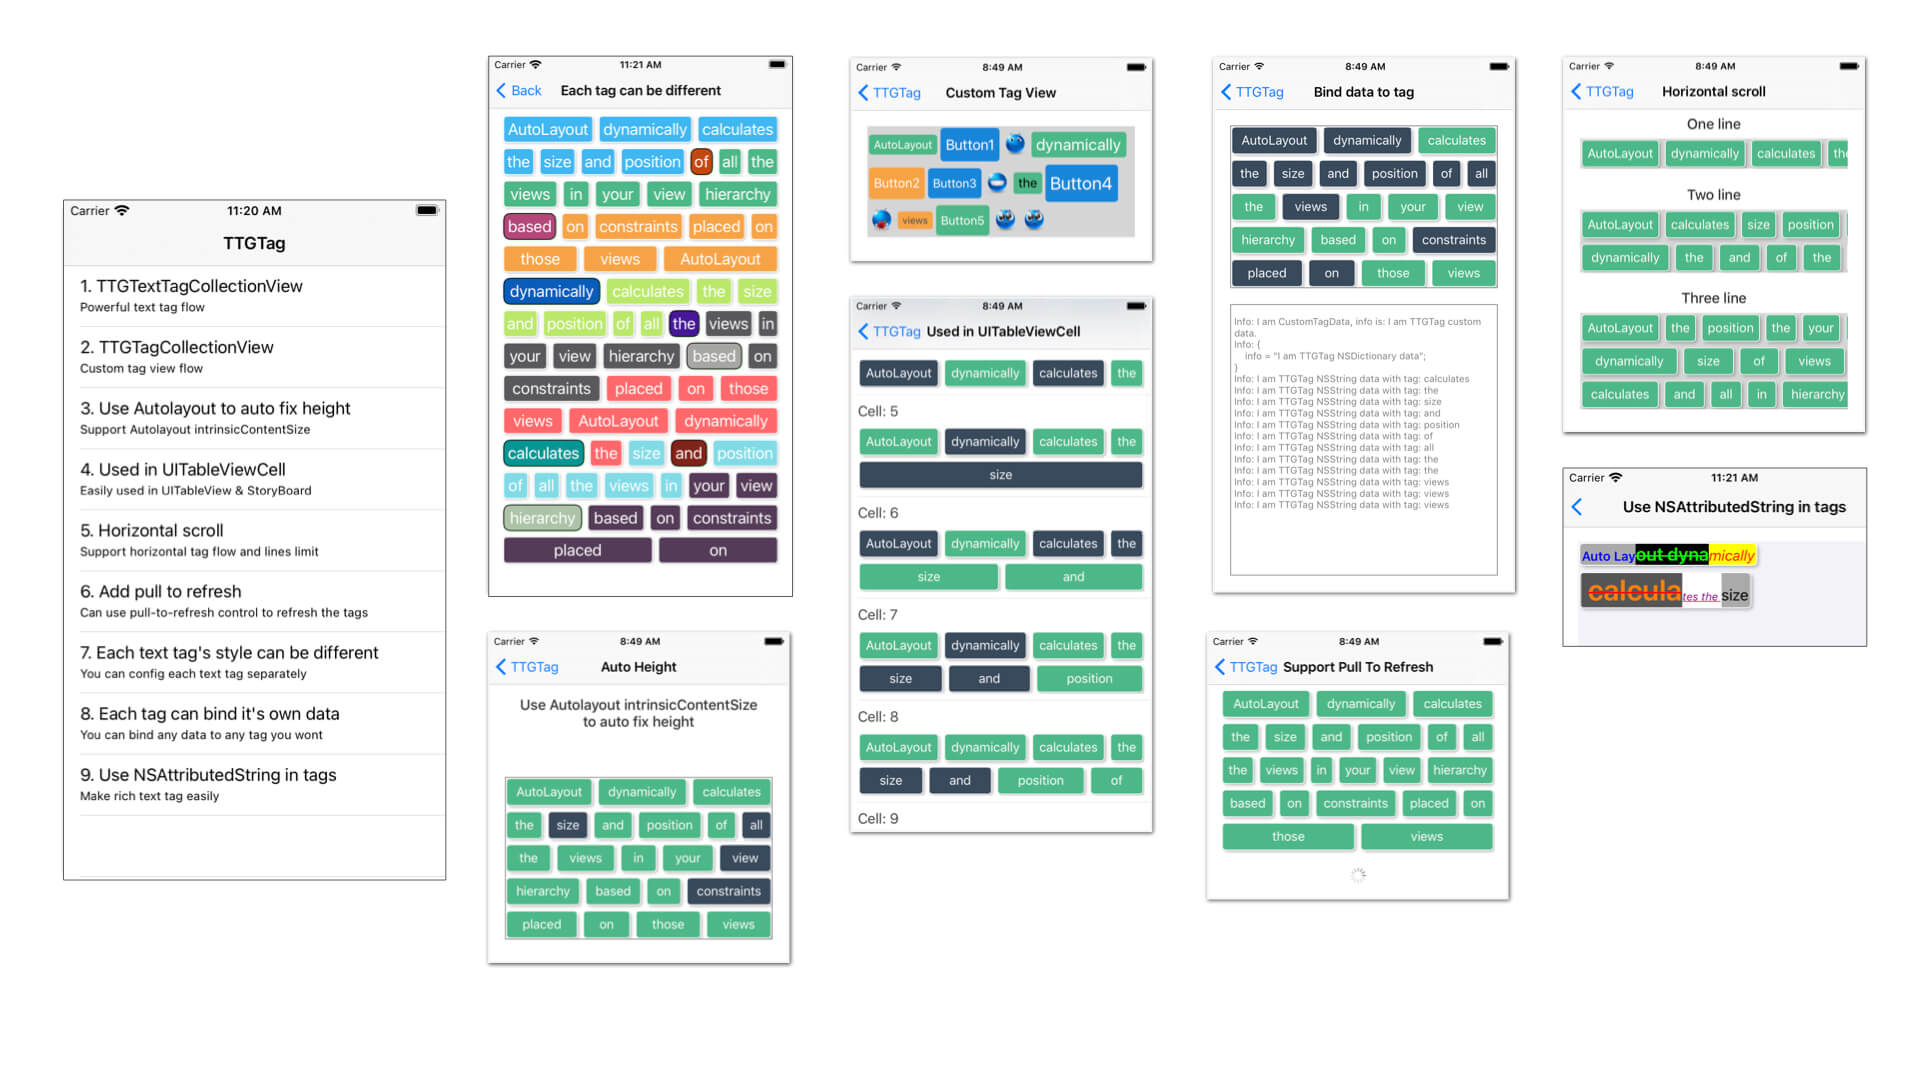 Carrier 11:20 AM
TTGTag
1. TTGTextTagCollectionView
Powerful text tag flow
2. TTGTagCollectionView
Custom tag view flow
3. Use Autolayout to auto fix height
Support Autolayout intrinsicContentSize
4. Used in UITableViewCell
Easily used in UITableView & StoryBoard
5. Horizontal scroll
Support horizontal tag flow and lines limit
6. Add pull to refresh
Can use pull-to-refresh control to refresh the tags
7. Each text tag's style can be different
You can config each text tag separately
8. Each tag can bind it's own data
You can bind any data to any tag you wont
9. Use NSAttributedString in tags
Make rich text tag easily
Carrier 11:21 AM
Back Each tag can be different
AutoLayout dynamically calculates
the size and position of all the
views in your view hierarchy
based on constraints placed on
those views AutoLayout
dynamically calculates the size
and position of all the views in
your view hierarchy based on
constraints placed on those
views AutoLayout dynamically
calculates the size and position
of all the views in your view
hierarchy based on constraints
placed on
Carrier 8:49 AM
TTGTag Auto Height
Use Autolayout intrinsicContentSize
to auto fix height
AutoLayout dynamically calculates
the size and position of all
the views in your view
hierarchy based on constraints
placed on those views
Carrier 8:49 AM
TTGTag Custom Tag View
AutoLayout Button1 dynamically
Button2 Button3 the Button4
views Button5
Carrier 8:49 AM
TTGTag Used in UITableViewCell
AutoLayout dynamically calculates the
Cell: 5
AutoLayout dynamically calculates the
size
Cell: 6
AutoLayout dynamically calculates the
size and
Cell: 7
AutoLayout dynamically calculates the
size and position
Cell: 8
AutoLayout dynamically calculates the
size and position of
Cell: 9
Carrier 8:49 AM
TTGTag Bind data to tag
AutoLayout dynamically calculates
the size and position of all
the views in your view
hierarchy based on constraints
placed on those views
Info: I am CustomTagData, info is: I am TTGTag custom
data.
Info: {
info = "I am TTGTag NSDictionary data";
}
Info: I am TTGTag NSString data with tag: calculates
Info: I am TTGTag NSString data with tag: the
Info: I am TTGTag NSString data with tag: size
Info: I am TTGTag NSString data with tag: and
Info: I am TTGTag NSString data with tag: position
Info: I am TTGTag NSString data with tag: of
Info: I am TTGTag NSString data with tag: all
Info: I am TTGTag NSString data with tag: the
Info: I am TTGTag NSString data with tag: the
Info: I am TTGTag NSString data with tag: views
Info: I am TTGTag NSString data with tag: views
Info: I am TTGTag NSString data with tag: views
Carrier 8:49 AM
TTGTag Support Pull To Refresh
AutoLayout dynamically calculates
the size and position of all
the views in your view hierarchy
based on constraints placed on
those views
Carrier 8:49 AM
TTGTag Horizontal scroll
One line
AutoLayout dynamically calculates th
Two line
AutoLayout calculates size position
dynamically the and of the
Three line
AutoLayout the position the your
dynamically size of views
calculates and all in hierarchy
Carrier 11:21 AM
Use NSAttributedString in tags
Auto Layout dynamically
calculates the size